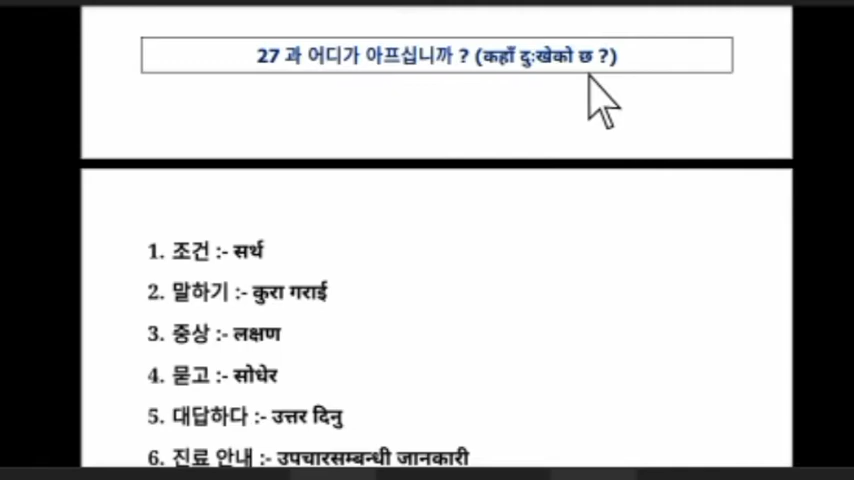 27 과 어디가 아프십니까 ? (कहाँ दुःखेको छ ?)
1. 조건 :- सर्थ
2. 말하기 :- कुरा गराई
3. 중상 :- लक्षण
4. 묻고 :- सोधेर
5. 대답하다 :- उत्तर दिनु
6. 진료 안내 :- उपचारसम्बन्धी जानकारी